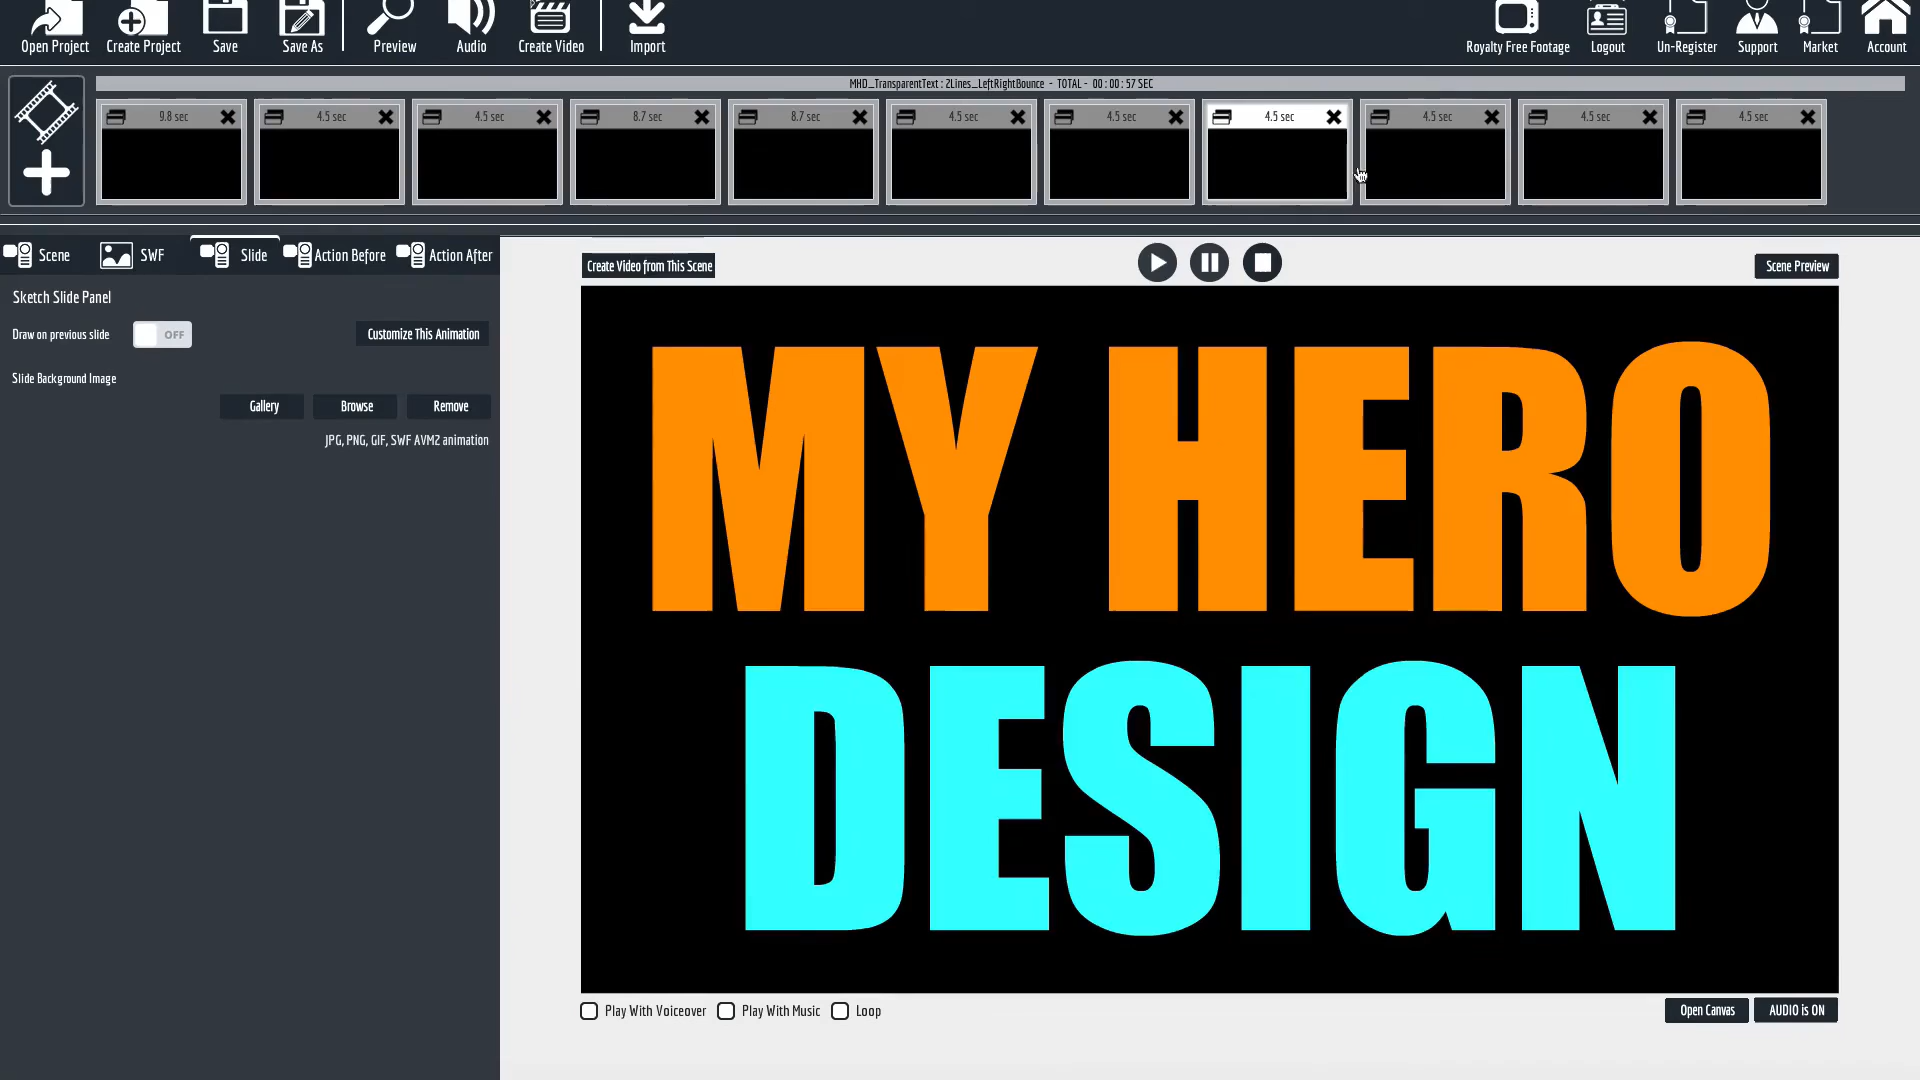 Open Project Create Project Save Save As Preview Audio Create Video Import Royalty Free Footage Logout Un-Register Support Market Account
MHD_TransparentText : 2Lines_LeftRightBounce - TOTAL - 00 : 00 : 57 SEC
9.8 sec 4.5 sec 4.5 sec 8.7 sec 8.7 sec 4.5 sec 4.5 sec 4.5 sec 4.5 sec 4.5 sec 4.5 sec
Scene SWF Slide Action Before Action After
Create Video from This Scene Scene Preview
Sketch Slide Panel
Draw on previous slide OFF Customize This Animation
Slide Background Image
Gallery Browse Remove
JPG, PNG, GIF, SWF AVM2 animation
MY HERO
DESIGN
Play With Voiceover Play With Music Loop Open Canvas AUDIO is ON